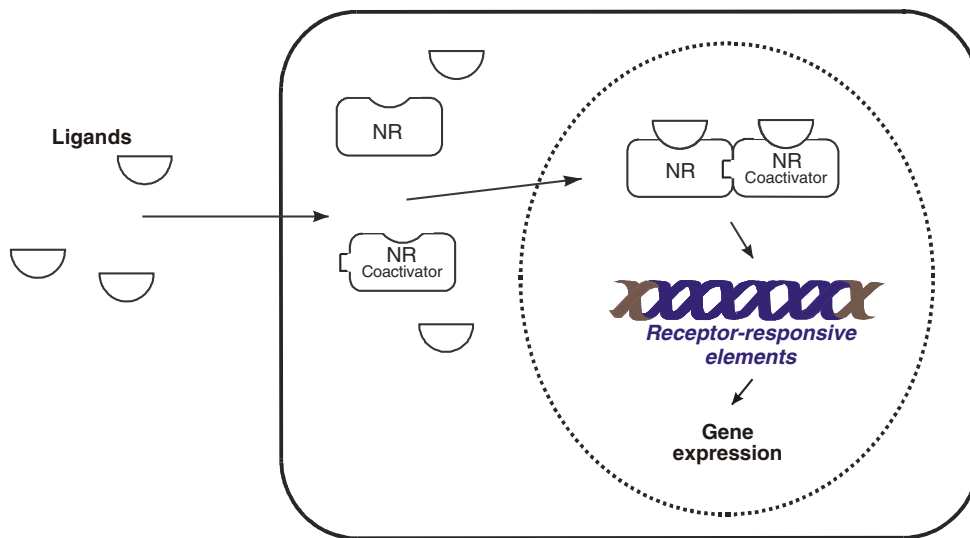 Ligands
NR
NR
Coactivator
NR
NR
Coactivator
Receptor-responsive
elements
Gene
expression